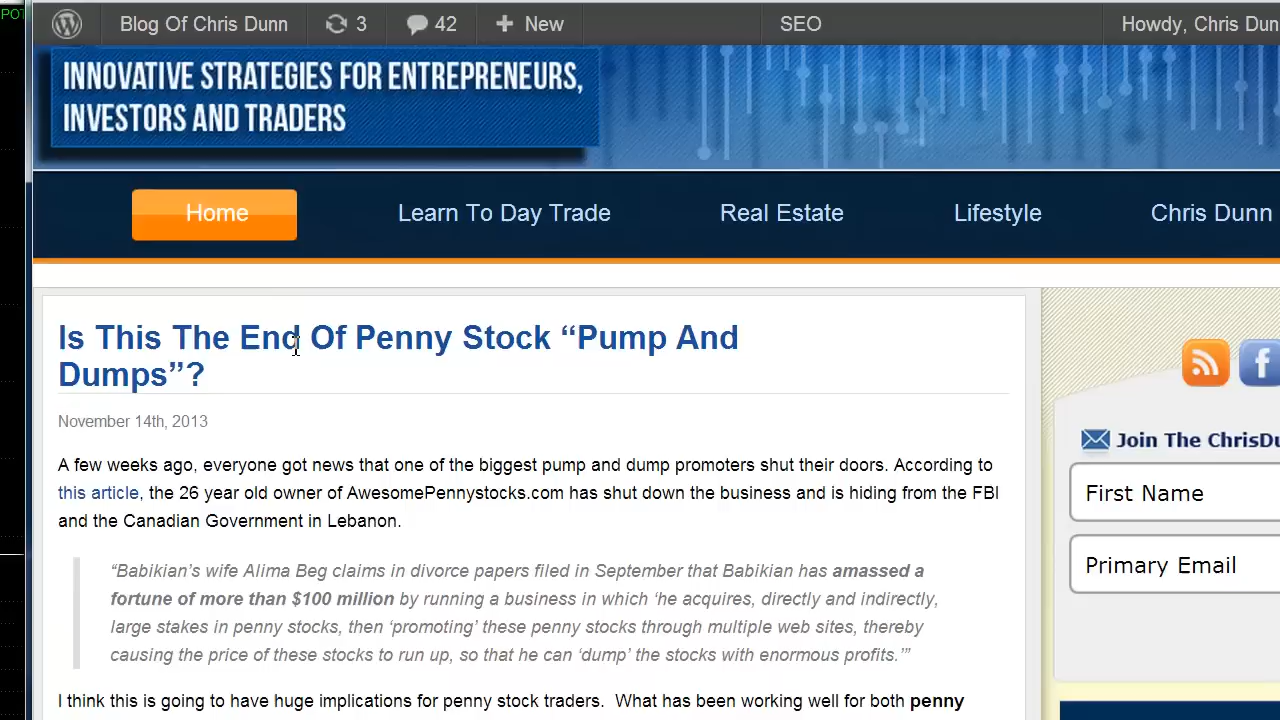 POT
Blog Of Chris Dunn 3 42 + New SEO Howdy, Chris Dun
INNOVATIVE STRATEGIES FOR ENTREPRENEURS,
INVESTORS AND TRADERS
Home Learn To Day Trade Real Estate Lifestyle Chris Dunn
Is This The End Of Penny Stock “Pump And
Dumps”?
November 14th, 2013
A few weeks ago, everyone got news that one of the biggest pump and dump promoters shut their doors. According to
this article, the 26 year old owner of AwesomePennystocks.com has shut down the business and is hiding from the FBI
and the Canadian Government in Lebanon.
“Babikian’s wife Alima Beg claims in divorce papers filed in September that Babikian has amassed a
fortune of more than $100 million by running a business in which ‘he acquires, directly and indirectly,
large stakes in penny stocks, then ‘promoting’ these penny stocks through multiple web sites, thereby
causing the price of these stocks to run up, so that he can ‘dump’ the stocks with enormous profits.’”
I think this is going to have huge implications for penny stock traders. What has been working well for both penny
Join The ChrisDu
First Name
Primary Email